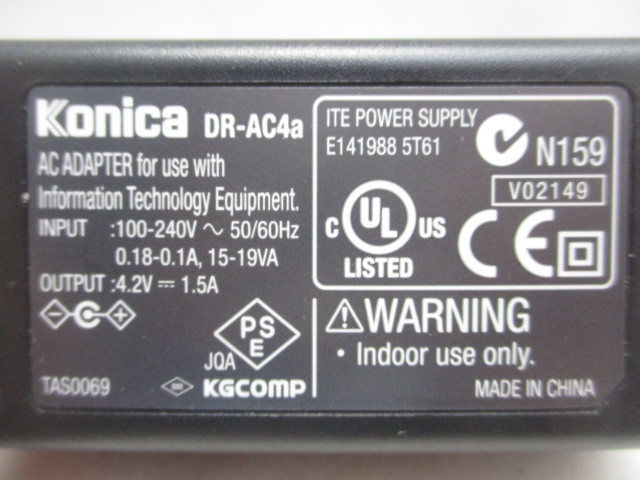 Konica DR-AC4a
AC ADAPTER for use with
Information Technology Equipment.
INPUT :100-240V ~ 50/60Hz
0.18-0.1A, 15-19VA
OUTPUT :4.2V ⎓ 1.5A
PS
E
JQA
TAS0069
KGCOMP
ITE POWER SUPPLY
E141988 5T61
N159
V02149
C UL US
LISTED
CE
⚠WARNING
・ Indoor use only.
MADE IN CHINA